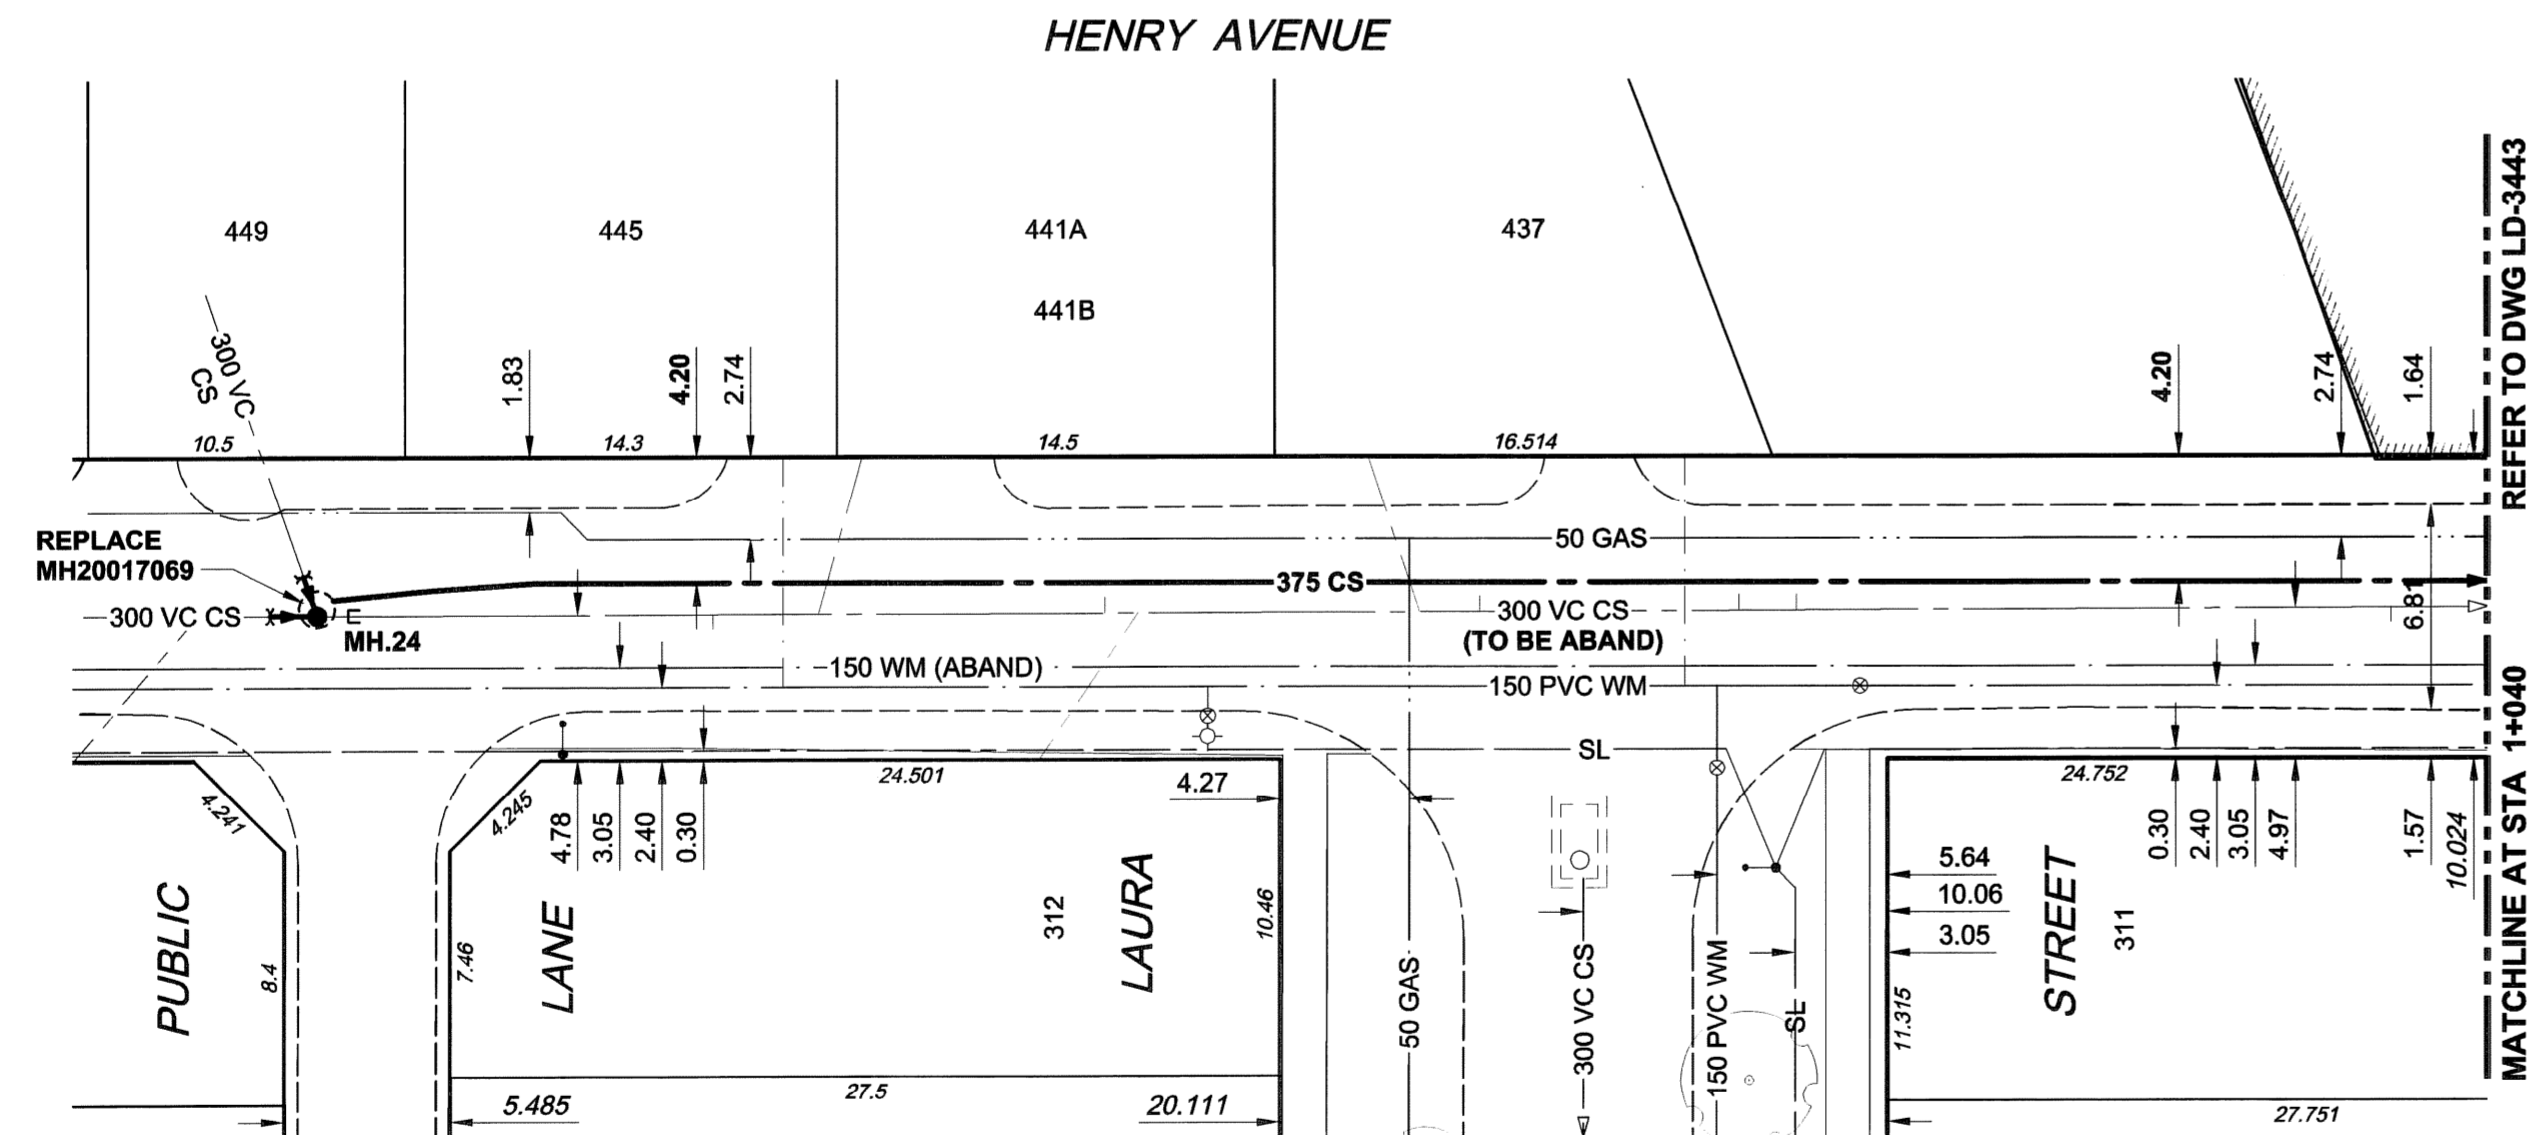 HENRY AVENUE
449
445
441A
441B
437
300 VC
CS
1.83
4.20
2.74
4.20
2.74
1.64
10.5
14.3
14.5
16.514
REFER TO DWG LD-3443
REPLACE
MH20017069
50 GAS
375 CS
300 VC CS
E
MH.24
300 VC CS
(TO BE ABAND)
6.81
150 WM (ABAND)
150 PVC WM
SL
24.501
4.27
24.752
4.241
4.245
4.78
3.05
2.40
0.30
0.30
2.40
3.05
4.97
1.57
10.024
MATCHLINE AT STA 1+040
5.64
10.06
3.05
PUBLIC
8.4
7.46
LANE
312
LAURA
10.46
50 GAS
300 VC CS
150 PVC WM
SL
11.315
STREET
311
27.5
5.485
20.111
27.751